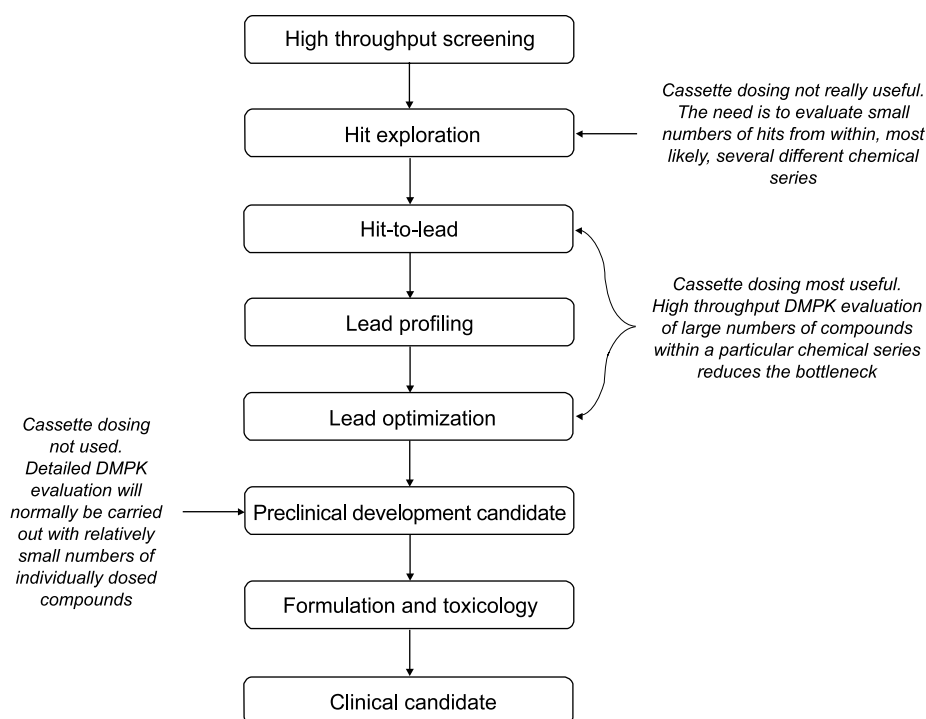 High throughput screening
Hit exploration
Cassette dosing not really useful.
The need is to evaluate small
numbers of hits from within, most
likely, several different chemical
series
Hit-to-lead
Lead profiling
Cassette dosing most useful.
High throughput DMPK evaluation
of large numbers of compounds
within a particular chemical series
reduces the bottleneck
Lead optimization
Cassette dosing
not used.
Detailed DMPK
evaluation will
normally be carried
out with relatively
small numbers of
individually dosed
compounds
Preclinical development candidate
Formulation and toxicology
Clinical candidate